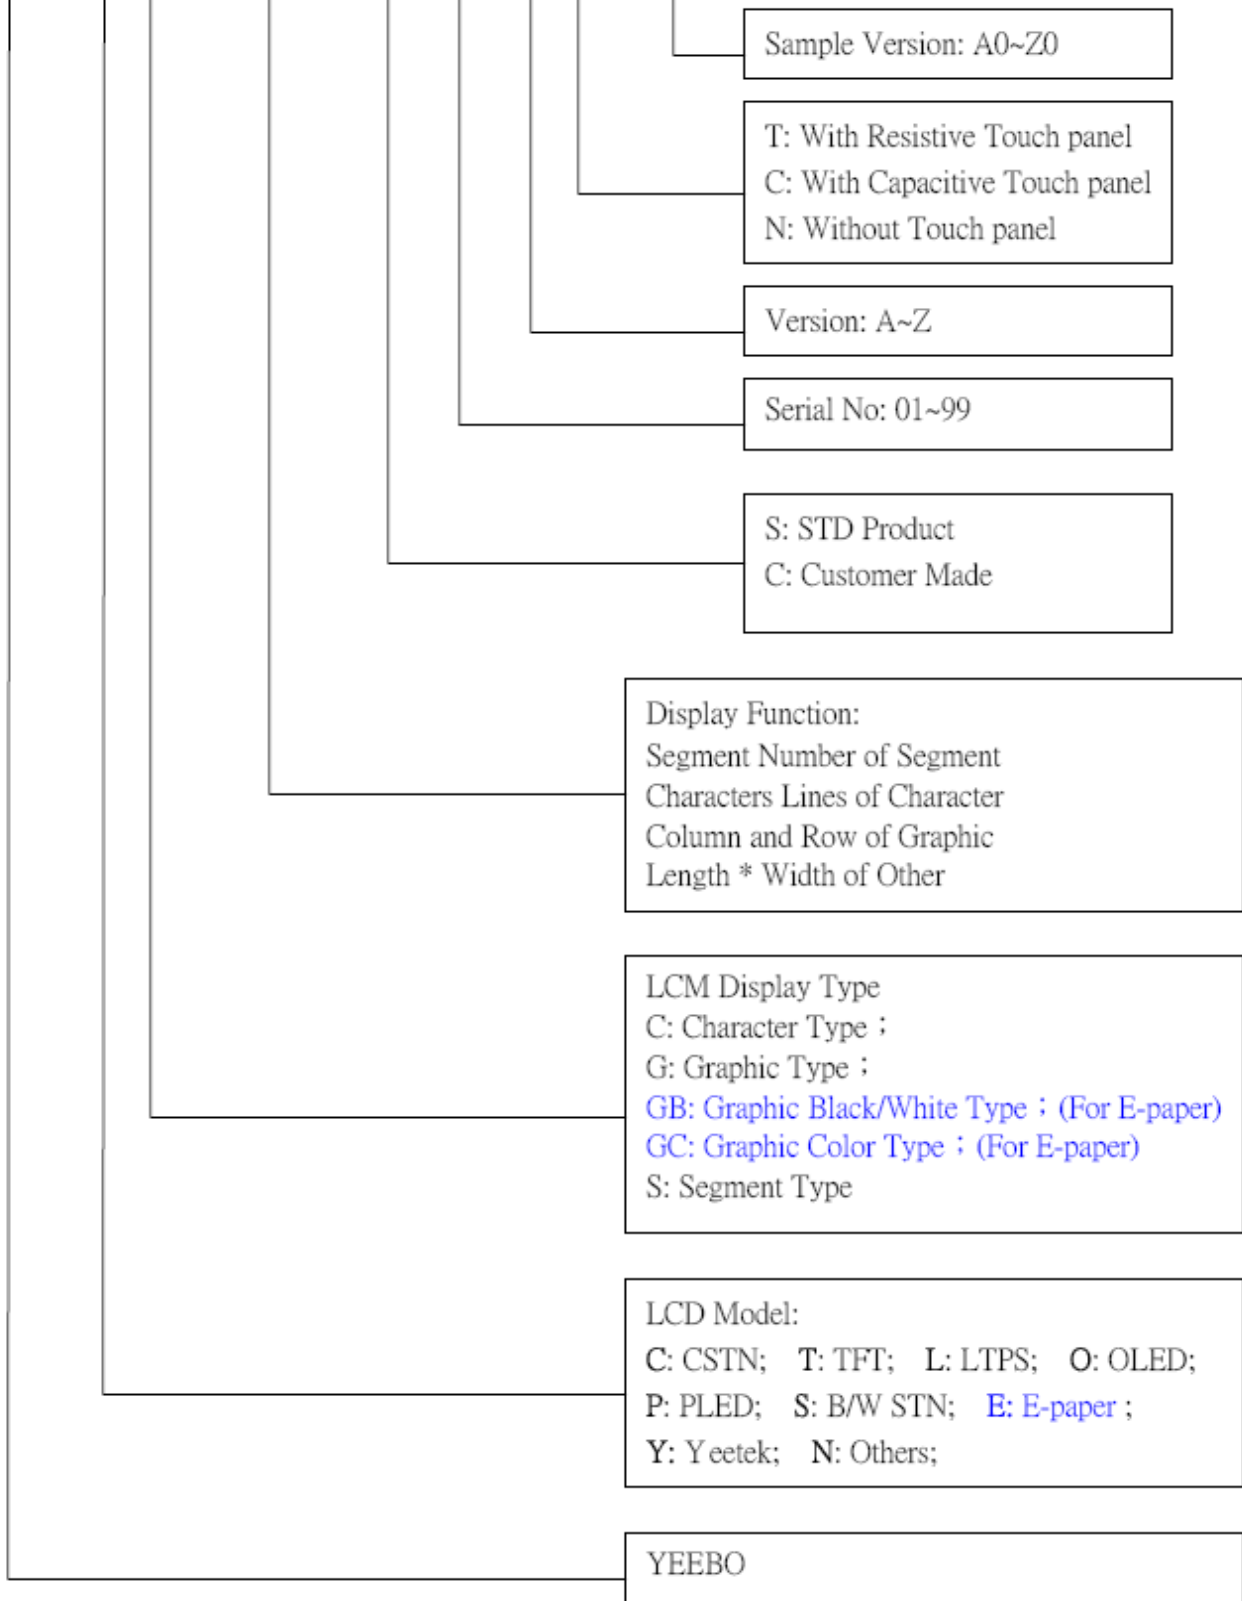 Sample Version: A0~Z0
T: With Resistive Touch panel
C: With Capacitive Touch panel
N: Without Touch panel
Version: A~Z
Serial No: 01~99
S: STD Product
C: Customer Made
Display Function:
Segment Number of Segment
Characters Lines of Character
Column and Row of Graphic
Length * Width of Other
LCM Display Type
C: Character Type；
G: Graphic Type；
GB: Graphic Black/White Type；(For E-paper)
GC: Graphic Color Type；(For E-paper)
S: Segment Type
LCD Model:
C: CSTN; T: TFT; L: LTPS; O: OLED;
P: PLED; S: B/W STN; E: E-paper ;
Y: Yeetek; N: Others;
YEEBO